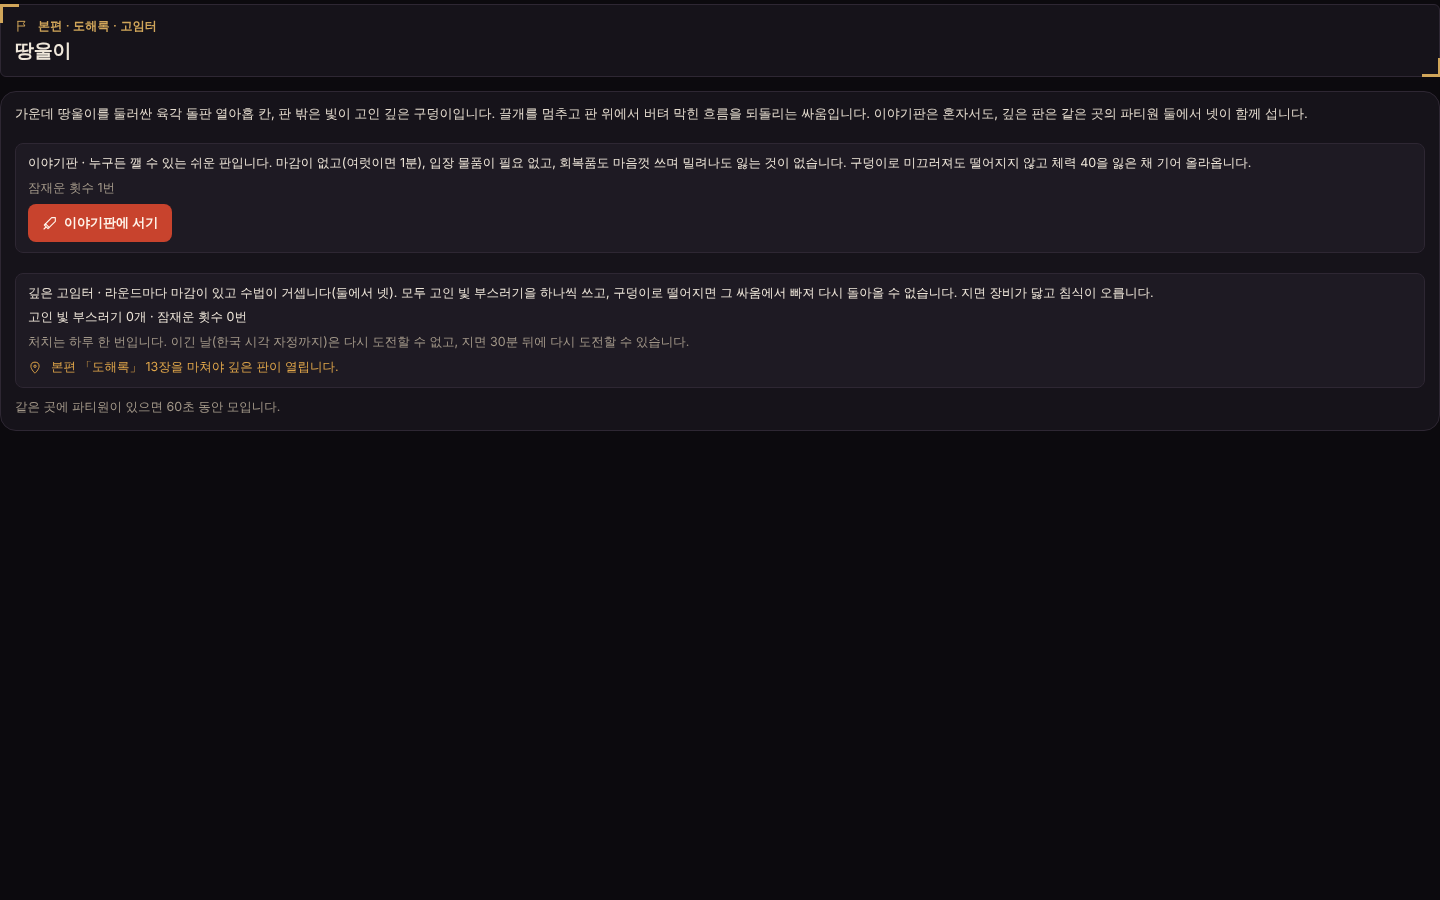 본편 · 도해록 · 고임터
땅울이
가운데 땅울이를 둘러싼 육각 돌판 열아홉 칸, 판 밖은 빛이 고인 깊은 구덩이입니다. 끌개를 멈추고 판 위에서 버텨 막힌 흐름을 되돌리는 싸움입니다. 이야기판은 혼자서도, 깊은 판은 같은 곳의 파티원 둘에서 넷이 함께 섭니다.
이야기판 · 누구든 깰 수 있는 쉬운 판입니다. 마감이 없고(여럿이면 1분), 입장 물품이 필요 없고, 회복품도 마음껏 쓰며 밀려나도 잃는 것이 없습니다. 구덩이로 미끄러져도 떨어지지 않고 체력 40을 잃은 채 기어 올라옵니다.
잠재운 횟수 1번
이야기판에 서기
깊은 고임터 · 라운드마다 마감이 있고 수법이 거셉니다(둘에서 넷). 모두 고인 빛 부스러기을 하나씩 쓰고, 구덩이로 떨어지면 그 싸움에서 빠져 다시 돌아올 수 없습니다. 지면 장비가 닳고 침식이 오릅니다.
고인 빛 부스러기 0개 · 잠재운 횟수 0번
처치는 하루 한 번입니다. 이긴 날(한국 시각 자정까지)은 다시 도전할 수 없고, 지면 30분 뒤에 다시 도전할 수 있습니다.
본편 「도해록」 13장을 마쳐야 깊은 판이 열립니다.
같은 곳에 파티원이 있으면 60초 동안 모입니다.